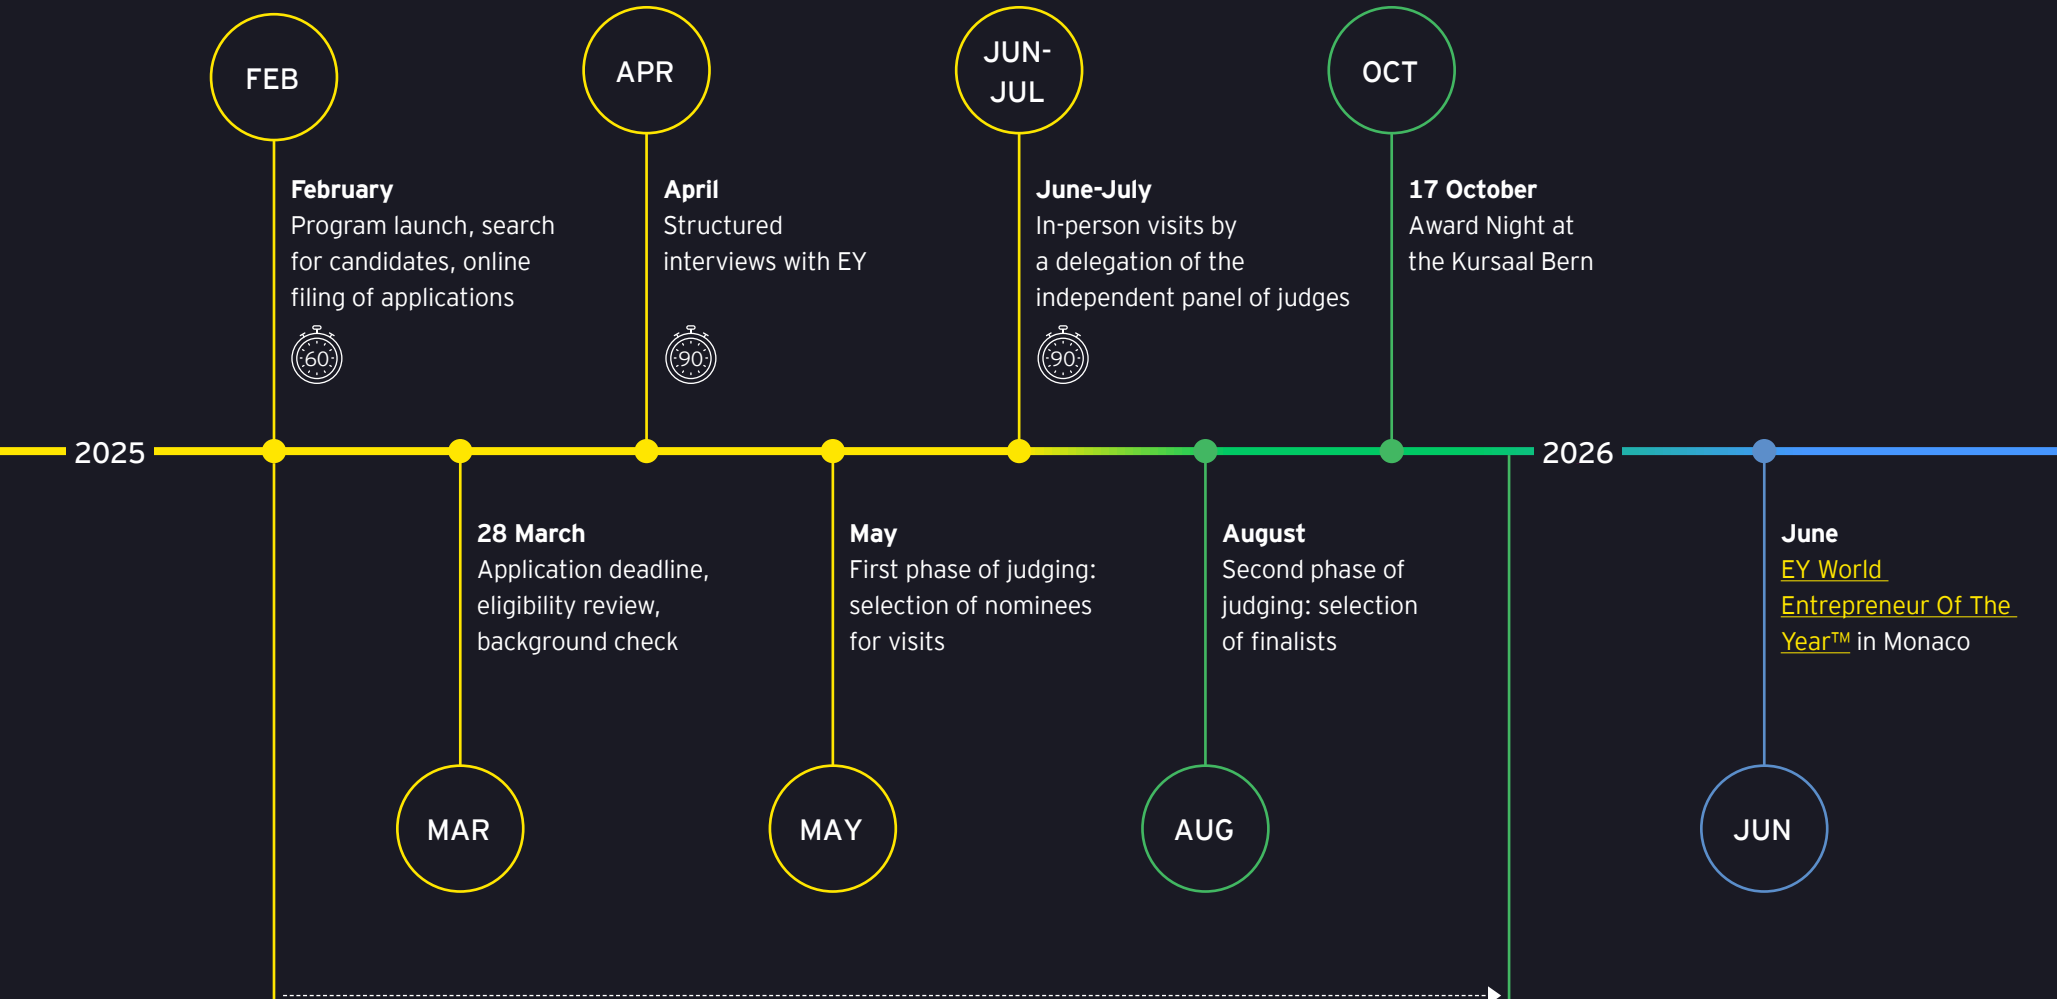 FEB
APR
JUN-
JUL
OCT
February
Program launch, search
for candidates, online
filing of applications
60
April
Structured
interviews with EY
90
June-July
In-person visits by
a delegation of the
independent panel of judges
90
17 October
Award Night at
the Kursaal Bern
2025
2026
28 March
Application deadline,
eligibility review,
background check
May
First phase of judging:
selection of nominees
for visits
August
Second phase of
judging: selection
of finalists
June
EY World
Entrepreneur Of The
Year™ in Monaco
MAR
MAY
AUG
JUN